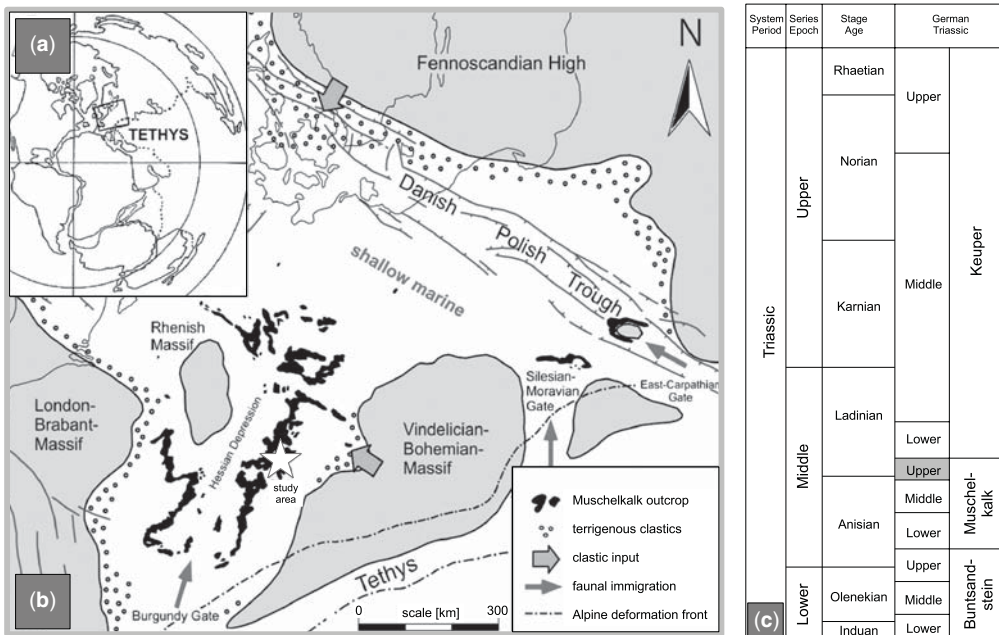 (a)
TETHYS
N
Fennoscandian High
Danish
Polish
Trough
shallow marine
Rhenish
Massif
London-
Brabant-
Massif
Hessian Depression
study
area
Vindelician-
Bohemian-
Massif
Silesian-
Moravian
Gate
East-Carpathian
Gate
Burgundy Gate
Tethys
(b)
0
scale [km]
300
Muschelkalk outcrop
terrigenous clastics
clastic input
faunal immigration
Alpine deformation front
System
Period
Series
Epoch
Stage
Age
German
Triassic
Triassic
Upper
Middle
Lower
Rhaetian
Norian
Karnian
Ladinian
Anisian
Olenekian
Induan
Upper
Middle
Lower
Upper
Middle
Lower
Upper
Middle
Lower
Keuper
Muschel-
kalk
Buntsand-
stein
(c)